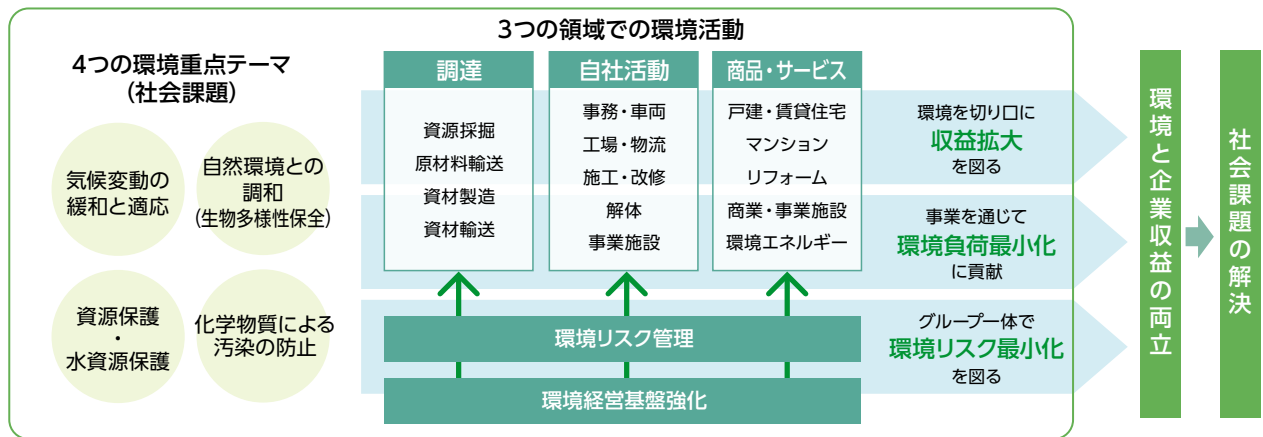 3つの領域での環境活動
4つの環境重点テーマ
(社会課題)
気候変動の
緩和と適応
自然環境との
調和
(生物多様性保全)
資源保護
・
水資源保護
化学物質による
汚染の防止
調達
資源採掘
原材料輸送
資材製造
資材輸送
自社活動
事務・車両
工場・物流
施工・改修
解体
事業施設
商品・サービス
戸建・賃貸住宅
マンション
リフォーム
商業・事業施設
環境エネルギー
環境リスク管理
環境経営基盤強化
環境を切り口に
収益拡大
を図る
事業を通じて
環境負荷最小化
に貢献
グループ一体で
環境リスク最小化
を図る
環境と企業収益の両立
社会課題の解決